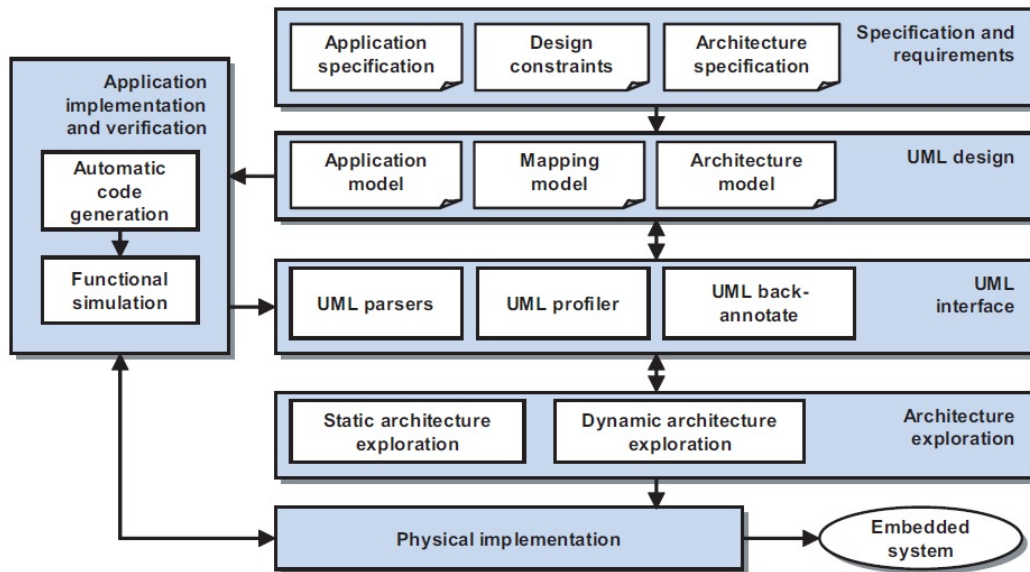 Application
specification
Design
constraints
Architecture
specification
Specification and
requirements
Application
implementation
and verification
Automatic
code
generation
Functional
simulation
Application
model
Mapping
model
Architecture
model
UML design
UML parsers
UML profiler
UML back-
annotate
UML
interface
Static architecture
exploration
Dynamic architecture
exploration
Architecture
exploration
Physical implementation
Embedded
system